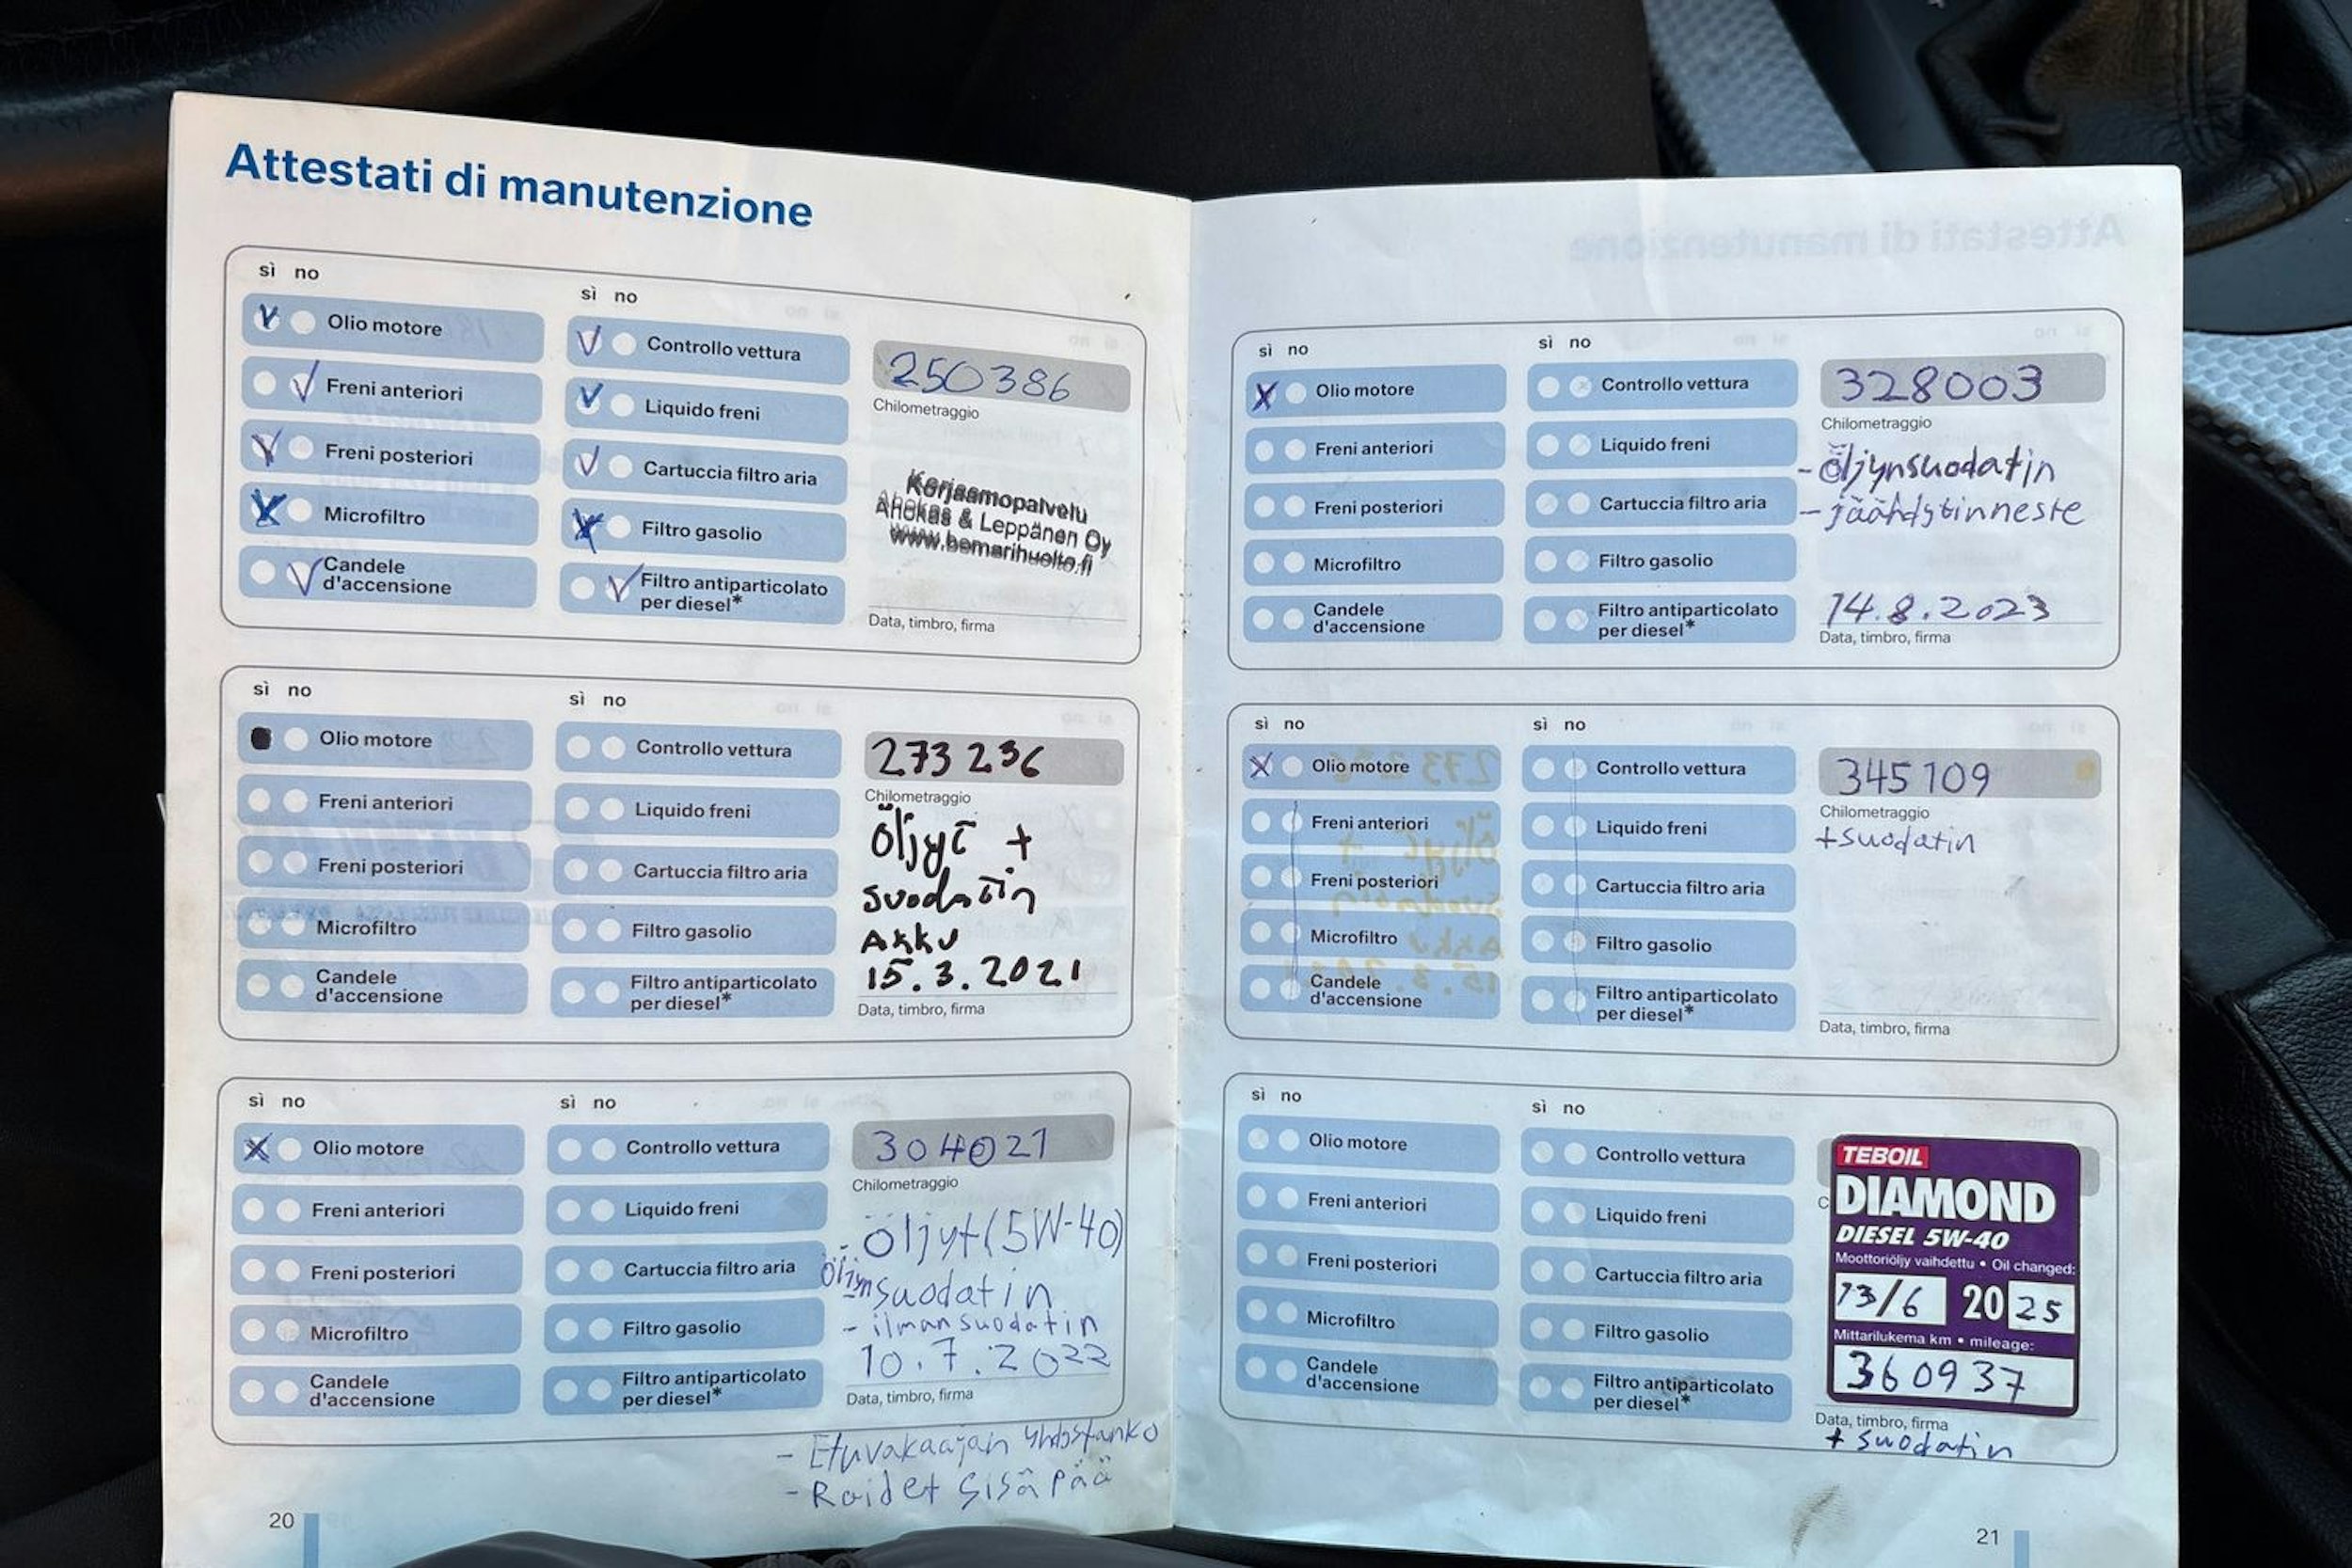 Attestati di manutenzione
sì no
Olio motore
Freni anteriori
Freni posteriori
Microfiltro
Candele
d'accensione
sì no
Controllo vettura
Liquido freni
Cartuccia filtro aria
Filtro gasolio
Filtro antiparticolato
per diesel*
250386
Chilometraggio
Korjaamopalvelu
Ahokas & Leppänen Oy
www.bemarihuolto.fi
Data, timbro, firma
sì no
Olio motore
Freni anteriori
Freni posteriori
Microfiltro
Candele
d'accensione
sì no
Controllo vettura
Liquido freni
Cartuccia filtro aria
Filtro gasolio
Filtro antiparticolato
per diesel*
273 236
Chilometraggio
Öljyt +
suodatin
Akku
15.3.2021
Data, timbro, firma
sì no
Olio motore
Freni anteriori
Freni posteriori
Microfiltro
Candele
d'accensione
sì no
Controllo vettura
Liquido freni
Cartuccia filtro aria
Filtro gasolio
Filtro antiparticolato
per diesel*
304021
Chilometraggio
- Öljyt (5W-40)
Öljyn
- suodatin
- ilmansuodatin
10.7.2022
Data, timbro, firma
- Etuvakaajan yhdystanko
- Raidet sisäpää
20
Attestati di manutenzione
sì no
Olio motore
Freni anteriori
Freni posteriori
Microfiltro
Candele
d'accensione
sì no
Controllo vettura
Liquido freni
Cartuccia filtro aria
Filtro gasolio
Filtro antiparticolato
per diesel*
328003
Chilometraggio
- öljynsuodatin
- jäähdytinneste
14.8.2023
Data, timbro, firma
sì no
Olio motore
Freni anteriori
Freni posteriori
Microfiltro
Candele
d'accensione
sì no
Controllo vettura
Liquido freni
Cartuccia filtro aria
Filtro gasolio
Filtro antiparticolato
per diesel*
345109
Chilometraggio
+suodatin
Data, timbro, firma
sì no
Olio motore
Freni anteriori
Freni posteriori
Microfiltro
Candele
d'accensione
sì no
Controllo vettura
Liquido freni
Cartuccia filtro aria
Filtro gasolio
Filtro antiparticolato
per diesel*
TEBOIL
DIAMOND
DIESEL 5W-40
Moottoriöljy vaihdettu • Oil changed:
13/6 2025
Mittarilukema km • mileage:
360937
Data, timbro, firma
+ suodatin
21